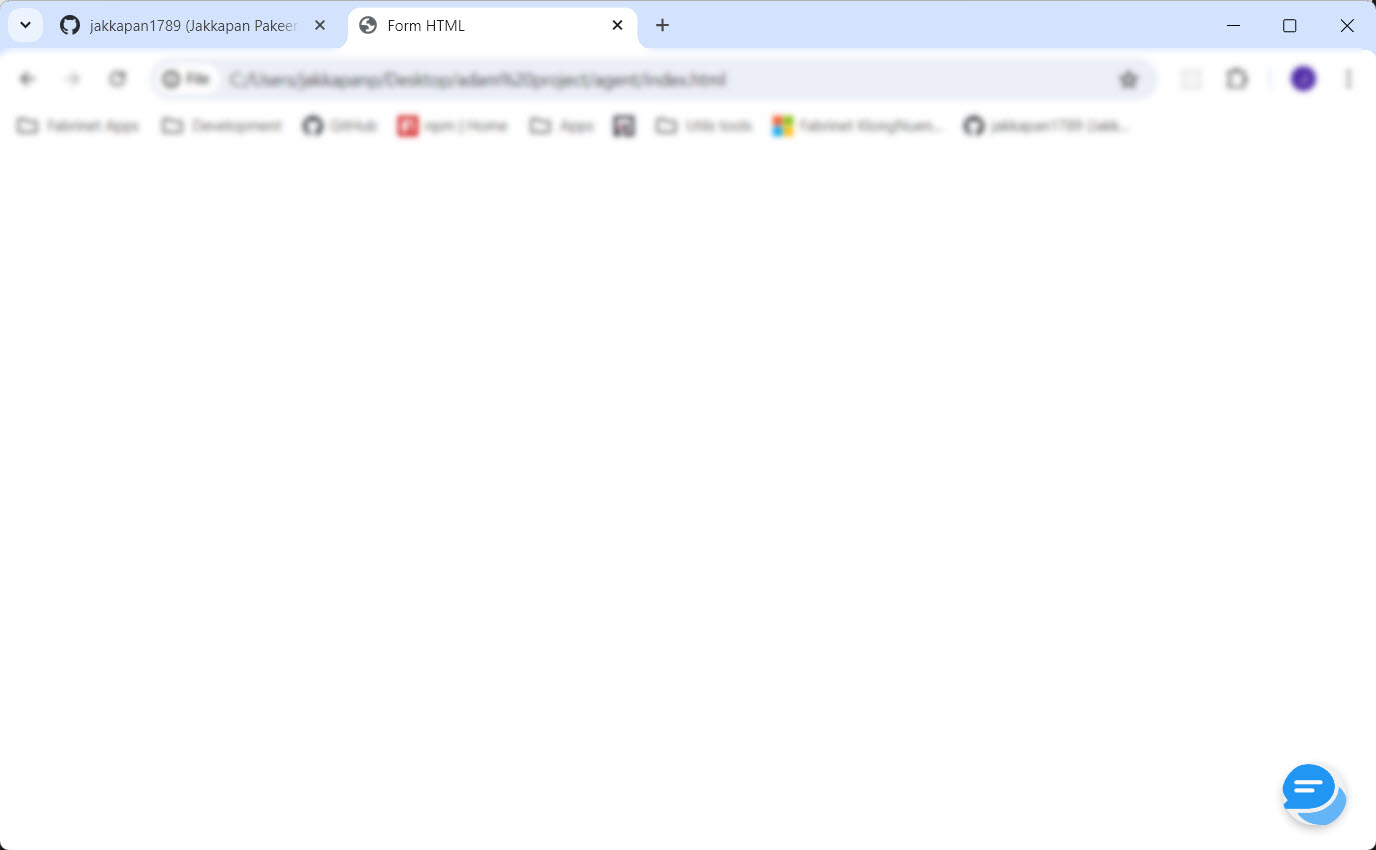 jakkapan1789 (Jakkapan Pakeer
Form HTML
File
C:/Users/jakkapanp/Desktop/adam%20project/agent/index.html
Fabrinet Apps
Development
GitHub
npm | Home
Apps
Utils tools
Fabrinet KlongNuen...
jakkapan1789 (Jakk...